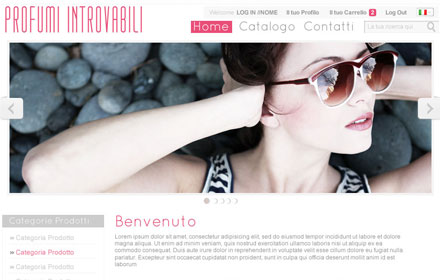 PROFUMI INTROVABILI
Welcome LOG IN /NOME Il tuo Profilo Il tuo Carrello 2 Log Out
Home Catalogo Contatti La tua ricerca qui
Categorie Prodotti
» Categoria Prodotto
» Categoria Prodotto
» Categoria Prodotto
Benvenuto
Lorem ipsum dolor sit amet, consectetur adipisicing elit, sed do eiusmod tempor incididunt ut labore et dolore magna
aliqua. Ut enim ad minim veniam, quis nostrud exercitation ullamco laboris nisi ut aliquip ex ea commodo consequat.
Duis aute irure dolor in reprehenderit in voluptate velit esse cillum dolore eu fugiat nulla pariatur. Excepteur sint
occaecat cupidatat non proident, sunt in culpa qui officia deserunt mollit anim id est
laborum